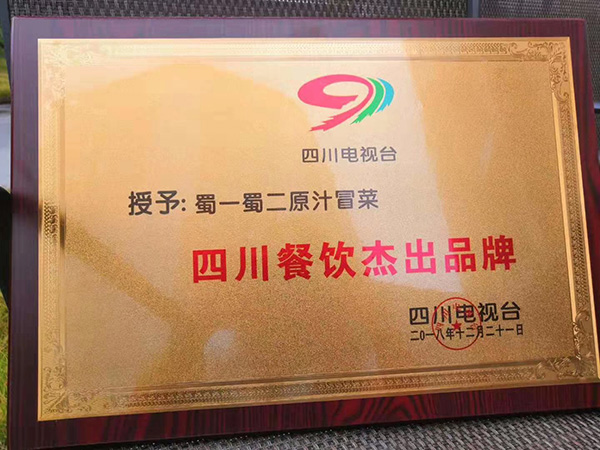 四川电视台
授予:蜀一蜀二原汁冒菜
四川餐饮杰出品牌
四川电视台
二〇一八年十二月二十一日